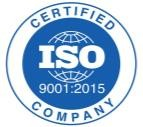 CERTIFIED
ISO
9001:2015
COMPANY